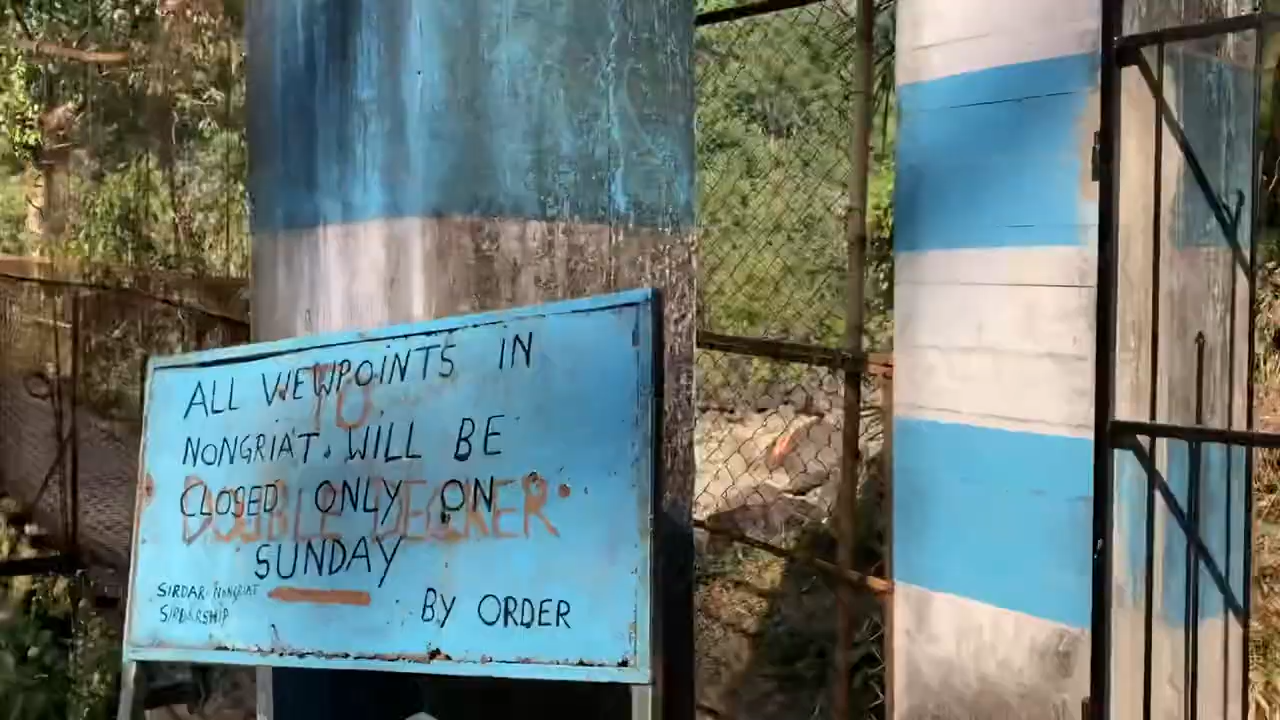 ALL VIEWPOINTS IN
NONGRIAT. WILL BE
CLOSED ONLY ON
SUNDAY
SIRDAR NONGRIAT
SIRDARSHIP
BY ORDER
TO
DOUBLE DECKER